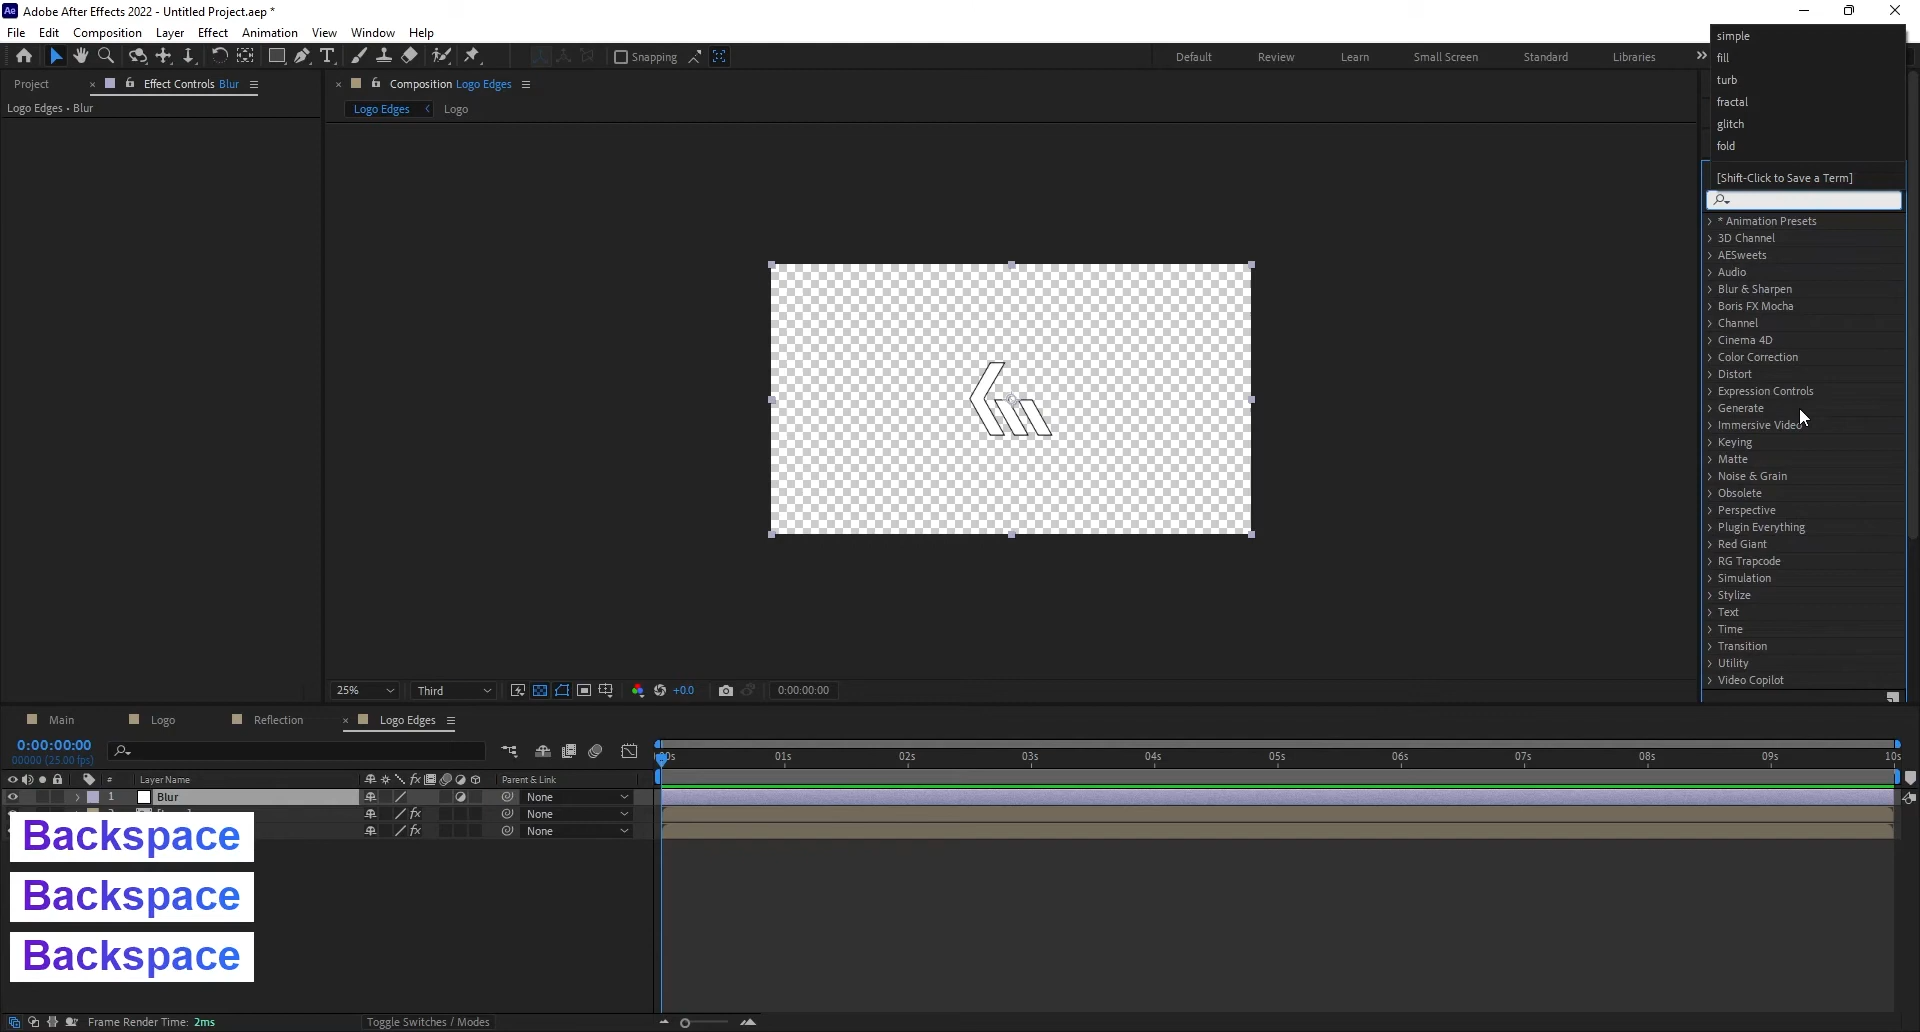 Adobe After Effects 2022 - Untitled Project.aep *
File Edit Composition Layer Effect Animation View Window Help
Snapping
Default Review Learn Small Screen Standard Libraries
simple
fill
turb
fractal
glitch
fold
[Shift-Click to Save a Term]
Project
Effect Controls Blur
Logo Edges • Blur
Composition Logo Edges
Logo Edges Logo
* Animation Presets
3D Channel
AESweets
Audio
Blur & Sharpen
Boris FX Mocha
Channel
Cinema 4D
Color Correction
Distort
Expression Controls
Generate
Immersive Video
Keying
Matte
Noise & Grain
Obsolete
Perspective
Plugin Everything
Red Giant
RG Trapcode
Simulation
Stylize
Text
Time
Transition
Utility
Video Copilot
25% Third +0.0 0:00:00:00
Main Logo Reflection Logo Edges
0:00:00:00
00000 (25.00 fps)
01s 02s 03s 04s 05s 06s 07s 08s 09s 10s
# Layer Name Parent & Link
1 Blur None
None
None
Backspace
Backspace
Backspace
Frame Render Time: 2ms
Toggle Switches / Modes